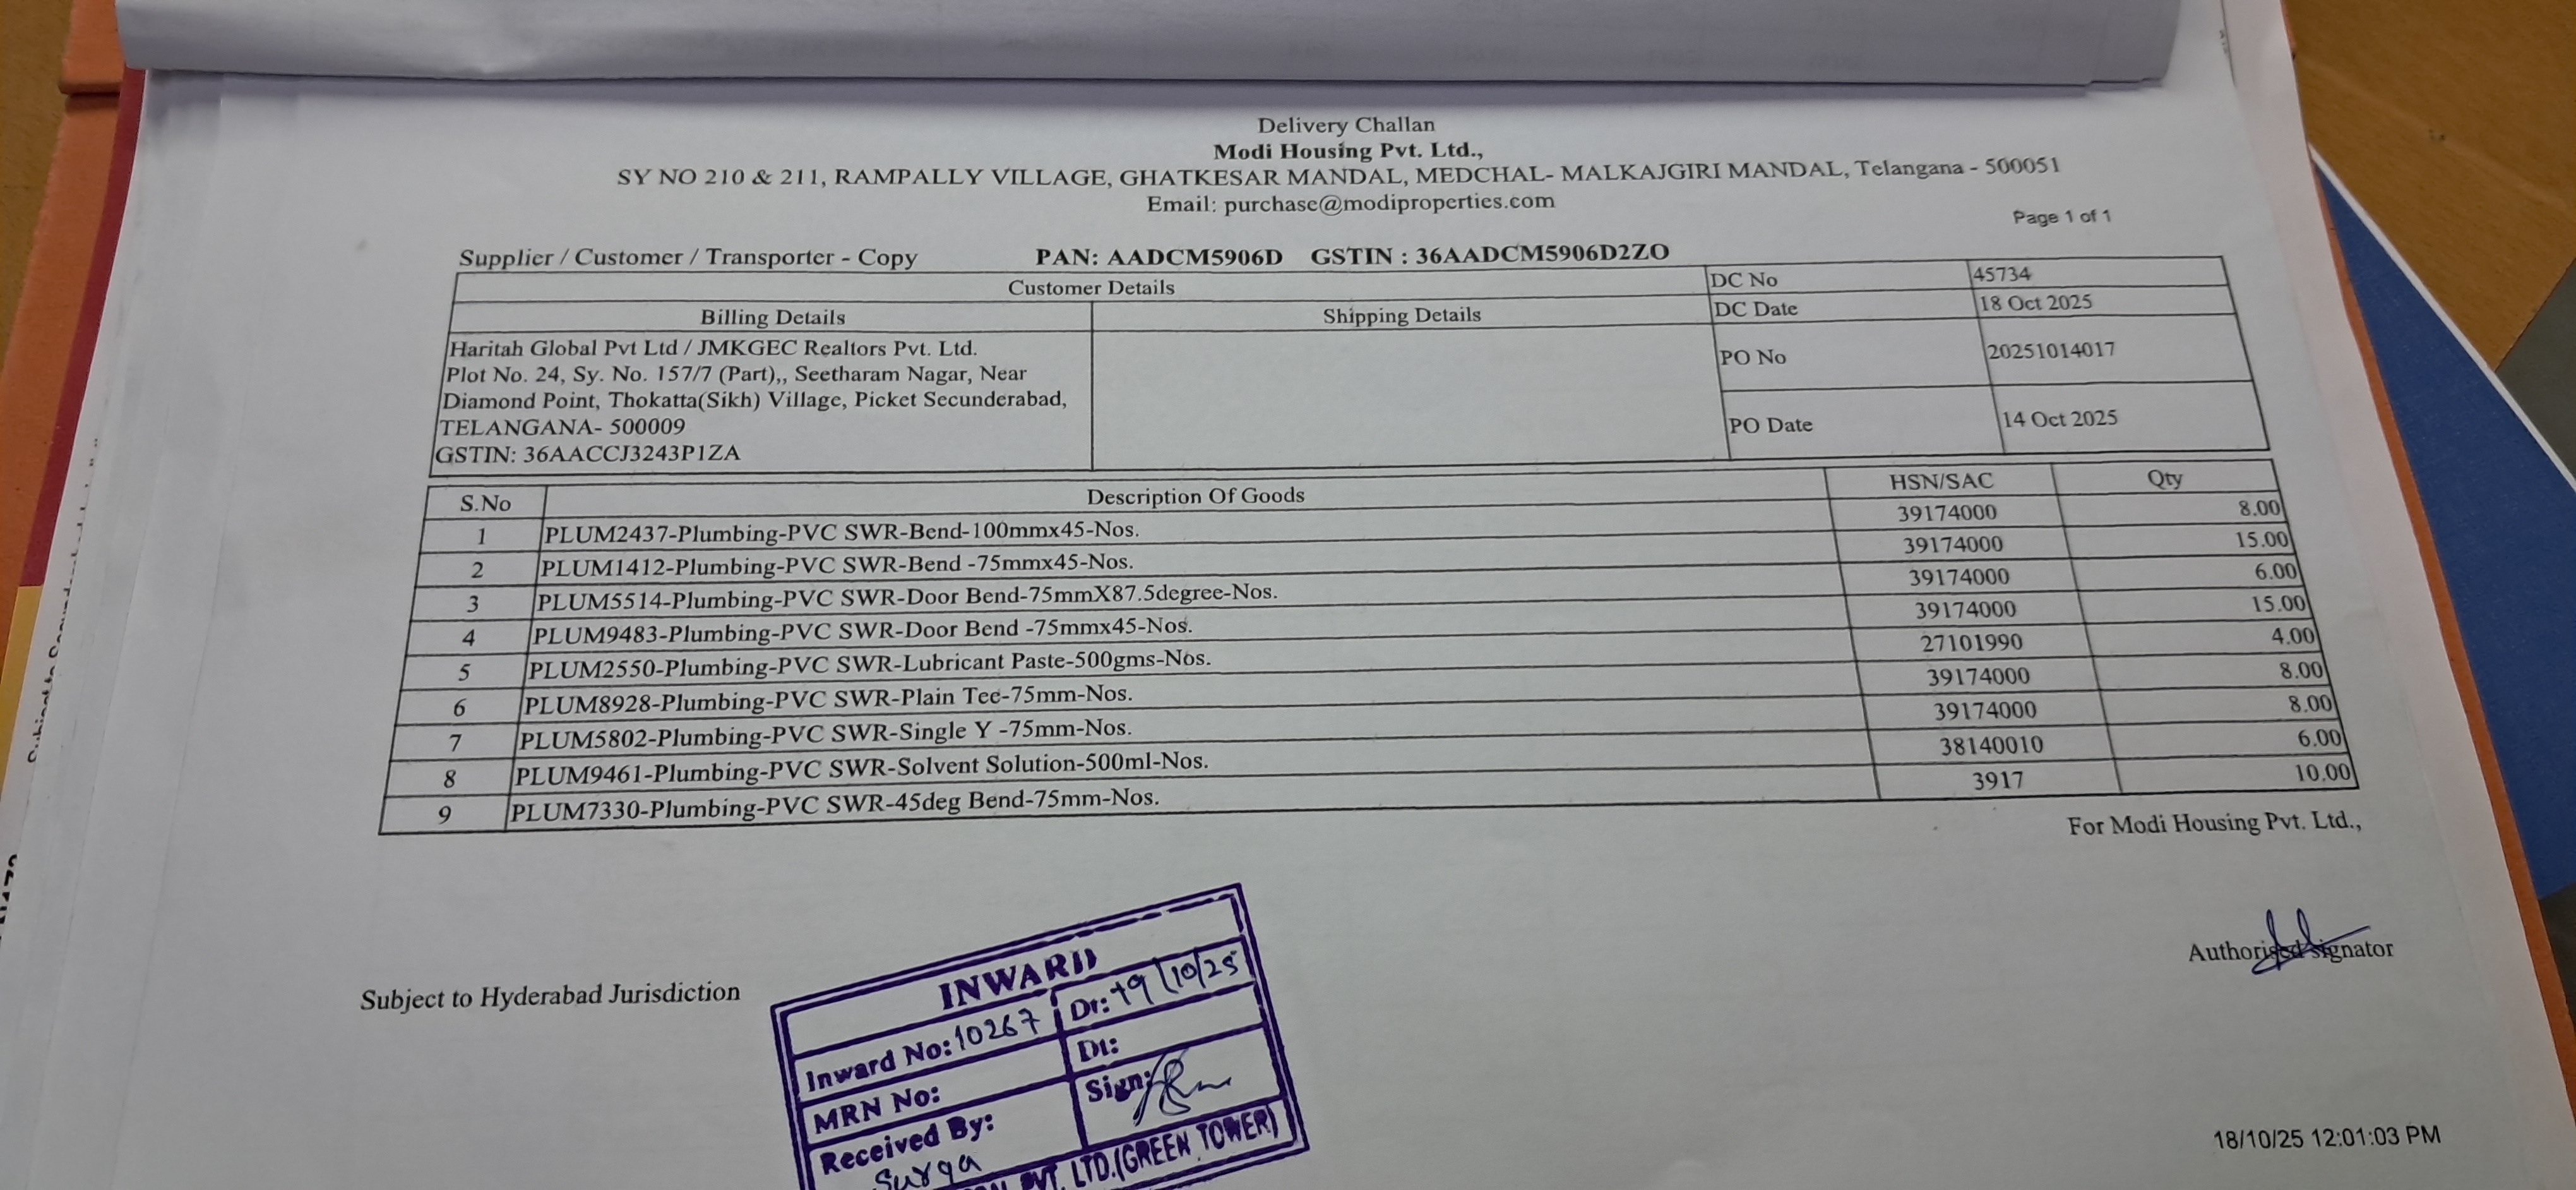 Delivery Challan
Modi Housing Pvt. Ltd.,
SY NO 210 & 211, RAMPALLY VILLAGE, GHATKESAR MANDAL, MEDCHAL- MALKAJGIRI MANDAL, Telangana - 500051
Email: purchase@modiproperties.com
Page 1 of 1
Supplier / Customer / Transporter - Copy PAN: AADCM5906D GSTIN : 36AADCM5906D2ZO
Customer Details
Billing Details Shipping Details
Haritah Global Pvt Ltd / JMKGEC Realtors Pvt. Ltd.
Plot No. 24, Sy. No. 157/7 (Part),, Seetharam Nagar, Near
Diamond Point, Thokatta(Sikh) Village, Picket Secunderabad,
TELANGANA- 500009
GSTIN: 36AACCJ3243P1ZA
DC No 45734
DC Date 18 Oct 2025
PO No 20251014017
PO Date 14 Oct 2025
S.No Description Of Goods HSN/SAC Qty
1 PLUM2437-Plumbing-PVC SWR-Bend-100mmx45-Nos. 39174000 8.00
2 PLUM1412-Plumbing-PVC SWR-Bend -75mmx45-Nos. 39174000 15.00
3 PLUM5514-Plumbing-PVC SWR-Door Bend-75mmX87.5degree-Nos. 39174000 6.00
4 PLUM9483-Plumbing-PVC SWR-Door Bend -75mmx45-Nos. 39174000 15.00
5 PLUM2550-Plumbing-PVC SWR-Lubricant Paste-500gms-Nos. 27101990 4.00
6 PLUM8928-Plumbing-PVC SWR-Plain Tee-75mm-Nos. 39174000 8.00
7 PLUM5802-Plumbing-PVC SWR-Single Y -75mm-Nos. 39174000 8.00
8 PLUM9461-Plumbing-PVC SWR-Solvent Solution-500ml-Nos. 38140010 6.00
9 PLUM7330-Plumbing-PVC SWR-45deg Bend-75mm-Nos. 3917 10.00
For Modi Housing Pvt. Ltd.,
Authorised Signator
Subject to Hyderabad Jurisdiction
INWARD
Inward No: 10267 Dt: 19/10/25
MRN No: Dt:
Received By: Sign:
Surya
PVT. LTD.(GREEN TOWER)
18/10/25 12:01:03 PM